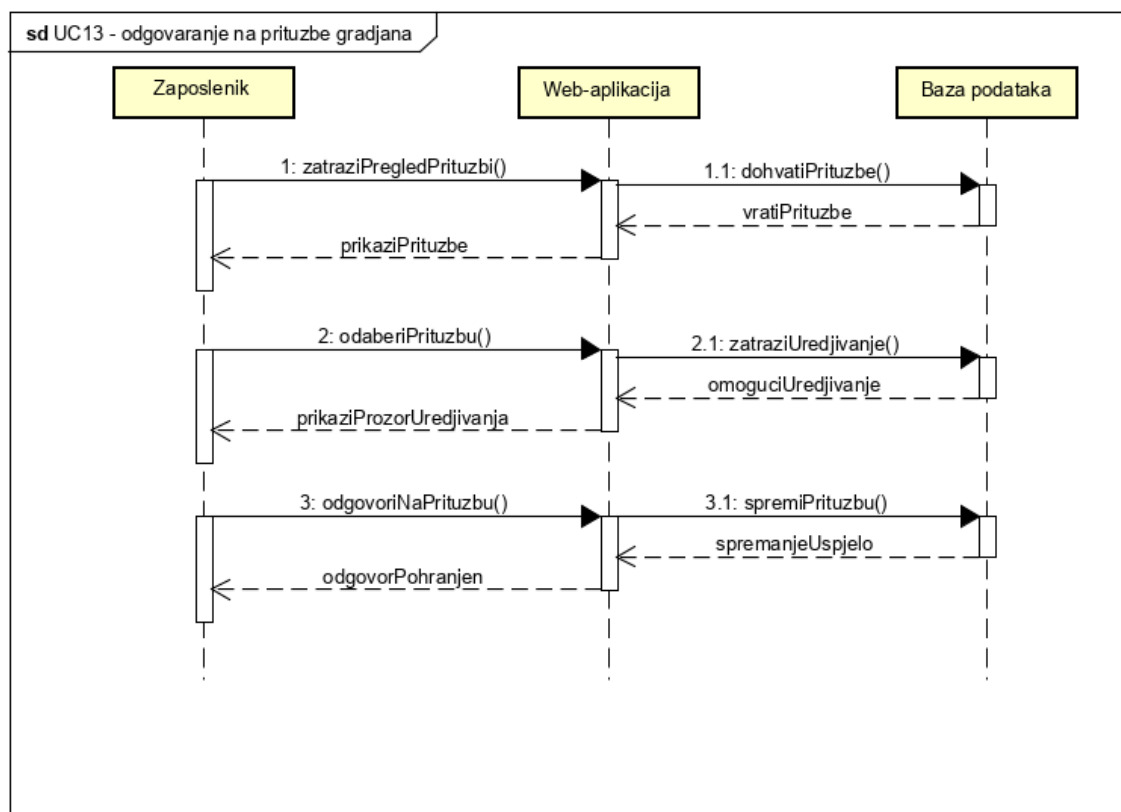 sd UC13 - odgovaranje na prituzbe gradjana
Zaposlenik
Web-aplikacija
Baza podataka
1: zatraziPregledPrituzbi()
1.1: dohvatiPrituzbe()
vratiPrituzbe
prikaziPrituzbe
2: odaberiPrituzbu()
2.1: zatraziUredjivanje()
omoguciUredjivanje
prikaziProzorUredjivanja
3: odgovoriNaPrituzbu()
3.1: spremiPrituzbu()
spremanjeUspjelo
odgovorPohranjen